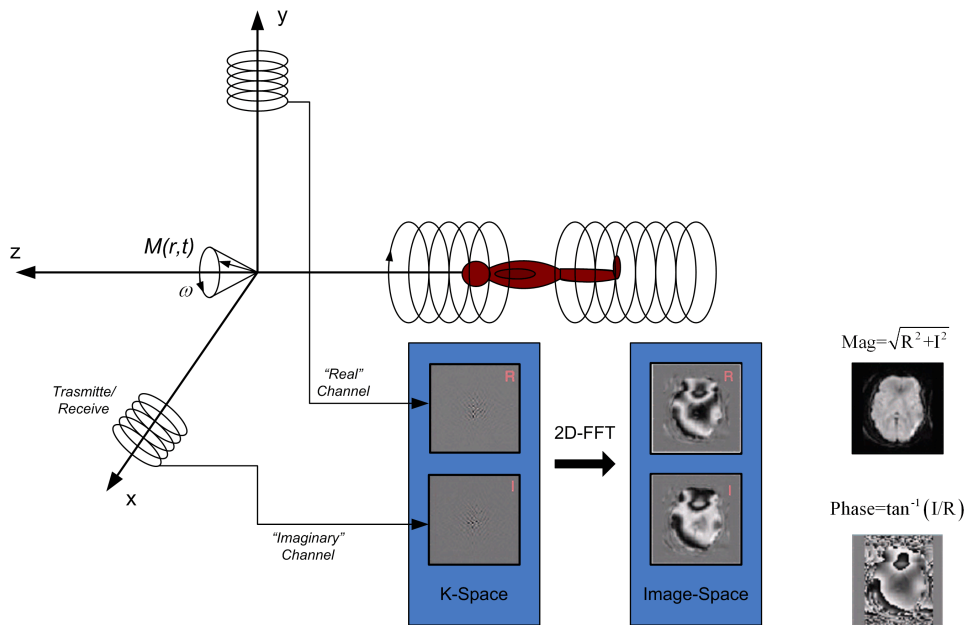 y
z
M(r,t)
ω
Trasmitte/
Receive
x
“Real”
Channel
“Imaginary”
Channel
R
I
K-Space
2D-FFT
R
I
Image-Space
Mag=√R²+I²
Phase=tan⁻¹(I/R)